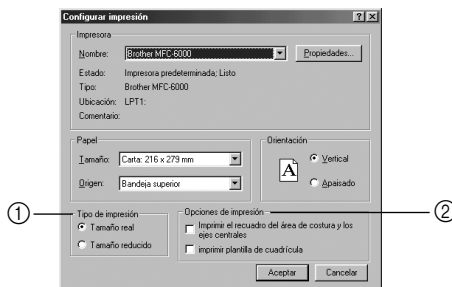 Configurar impresión
Impresora
Nombre: Brother MFC-6000 Propiedades...
Estado: Impresora predeterminada; Listo
Tipo: Brother MFC-6000
Ubicación: LPT1:
Comentario:
Papel
Tamaño: Carta: 216 x 279 mm
Origen: Bandeja superior
Orientación
A
Vertical
Apaisado
① Tipo de impresión
Tamaño real
Tamaño reducido
Opciones de impresión ②
Imprimir el recuadro del área de costura y los
ejes centrales
imprimir plantilla de cuadrícula
Aceptar Cancelar